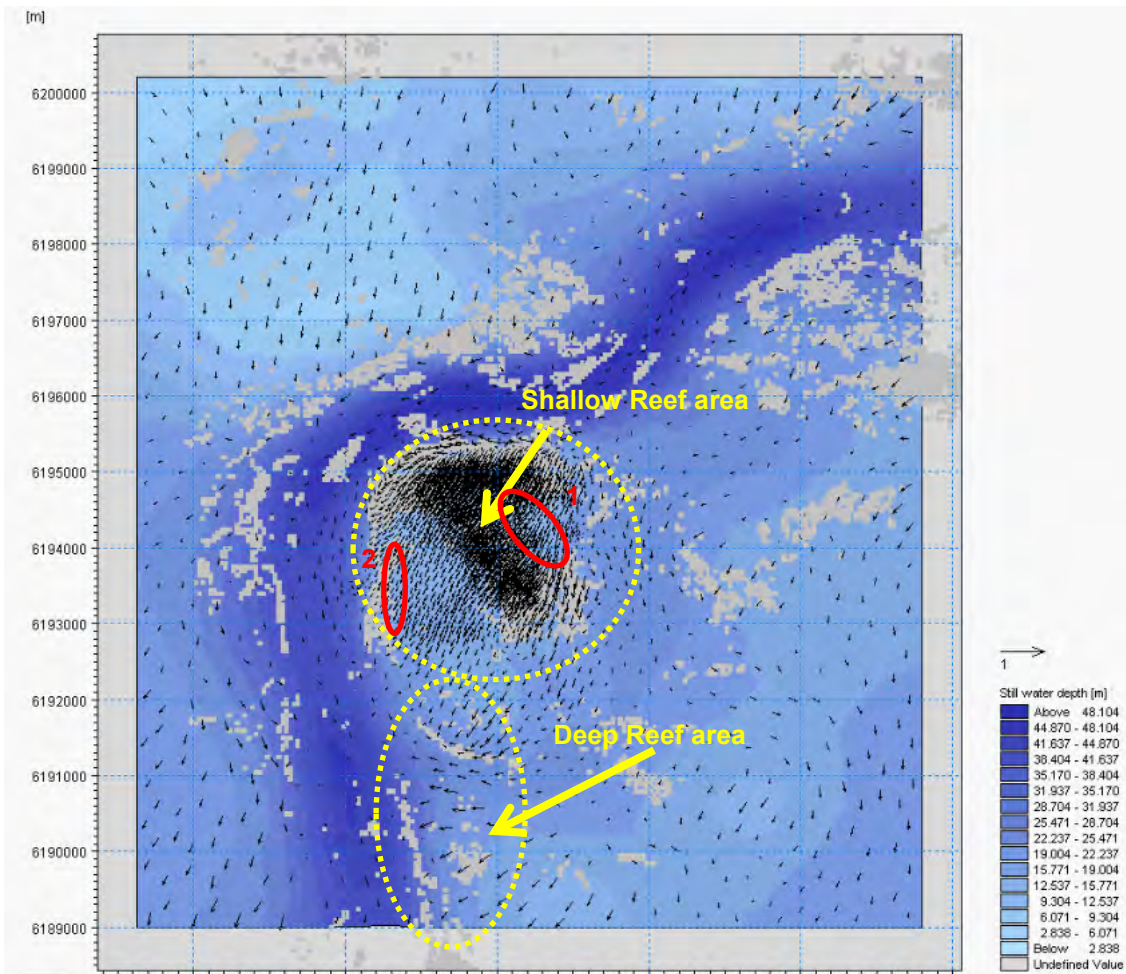 [m]
6200000
6199000
6198000
6197000
6196000
6195000
6194000
6193000
6192000
6191000
6190000
6189000
Shallow Reef area
1
2
Deep Reef area
1
Still water depth [m]
Above 48.104
44.870 - 48.104
41.637 - 44.870
38.404 - 41.637
35.170 - 38.404
31.937 - 35.170
28.704 - 31.937
25.471 - 28.704
22.237 - 25.471
19.004 - 22.237
15.771 - 19.004
12.537 - 15.771
9.304 - 12.537
6.071 - 9.304
2.838 - 6.071
Below 2.838
Undefined Value